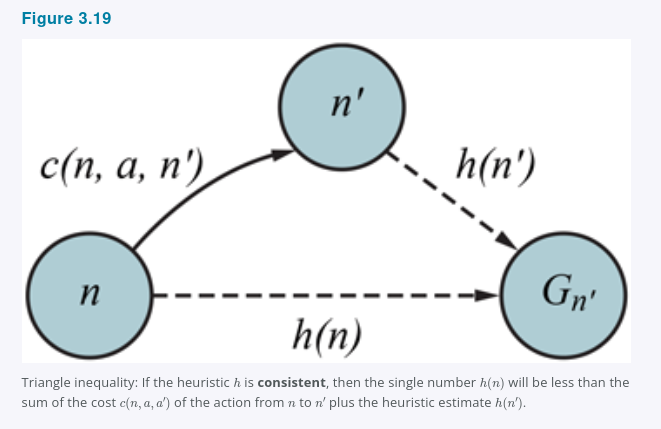 Figure 3.19
n′
c(n, a, n′)
h(n′)
n
Gn′
h(n)
Triangle inequality: If the heuristic h is consistent, then the single number h(n) will be less than the
sum of the cost c(n, a, a′) of the action from n to n′ plus the heuristic estimate h(n′).